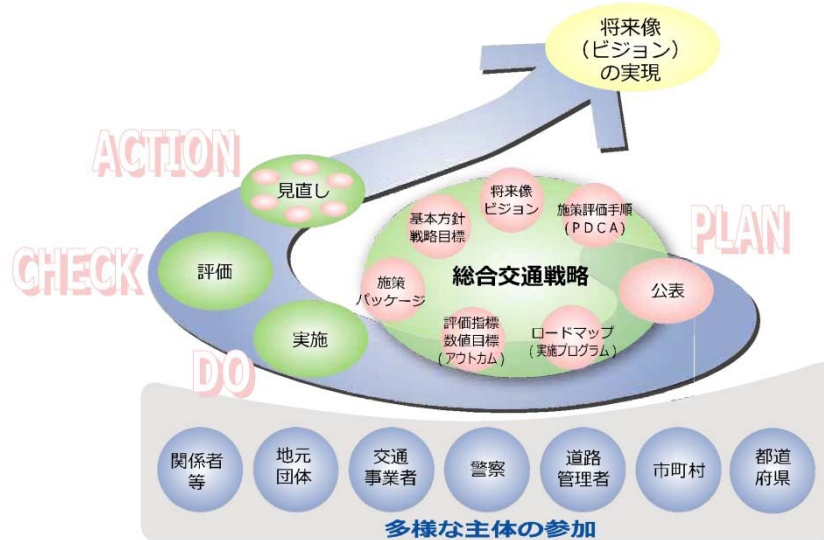 将来像
(ビジョン)
の実現
ACTION
見直し
将来像
ビジョン
基本方針
戦略目標
施策評価手順
(PDCA)
PLAN
CHECK
評価
施策
パッケージ
総合交通戦略
公表
実施
評価指標
数値目標
(アウトカム)
ロードマップ
(実施プログラム)
DO
関係者
等
地元
団体
交通
事業者
警察
道路
管理者
市町村
都道
府県
多様な主体の参加